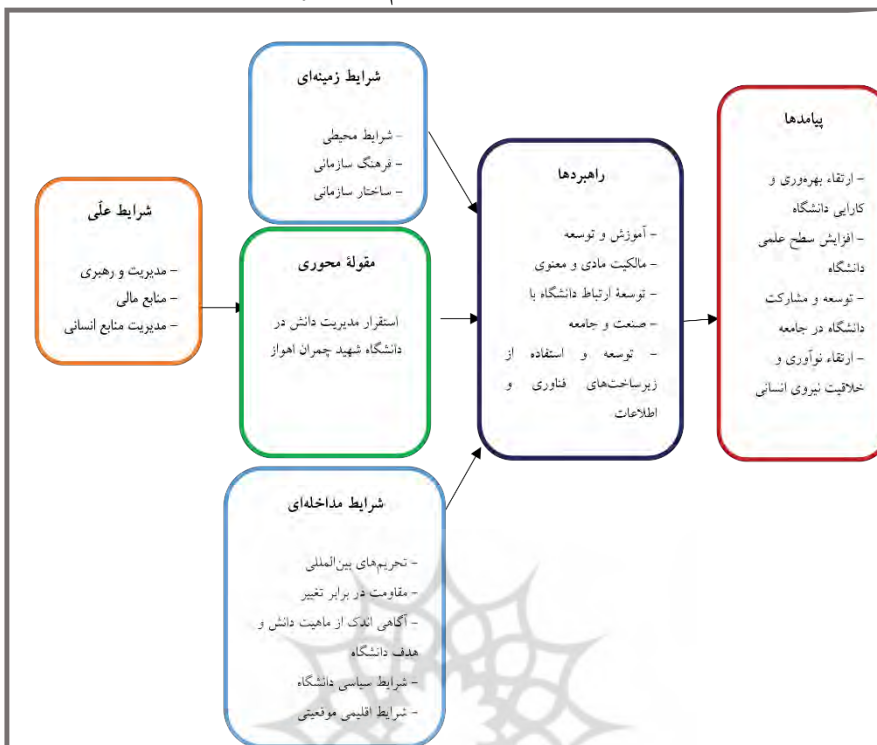 شرایط علّی
- مدیریت و رهبری
- منابع مالی
- مدیریت منابع انسانی
شرایط زمینه‌ای
- شرایط محیطی
- فرهنگ سازمانی
- ساختار سازمانی
مقولهٔ محوری
استقرار مدیریت دانش در
دانشگاه شهید چمران اهواز
شرایط مداخله‌ای
- تحریم‌های بین‌المللی
- مقاومت در برابر تغییر
- آگاهی اندک از ماهیت دانش و
هدف دانشگاه
- شرایط سیاسی دانشگاه
- شرایط اقلیمی موقعیتی
راهبردها
- آموزش و توسعه
- مالکیت مادی و معنوی
- توسعهٔ ارتباط دانشگاه با
- صنعت و جامعه
- توسعه و استفاده از
زیرساخت‌های فناوری و
اطلاعات
پیامدها
- ارتقاء بهره‌وری و
کارایی دانشگاه
- افزایش سطح علمی
دانشگاه
- توسعه و مشارکت
دانشگاه در جامعه
- ارتقاء نوآوری و
خلاقیت نیروی انسانی